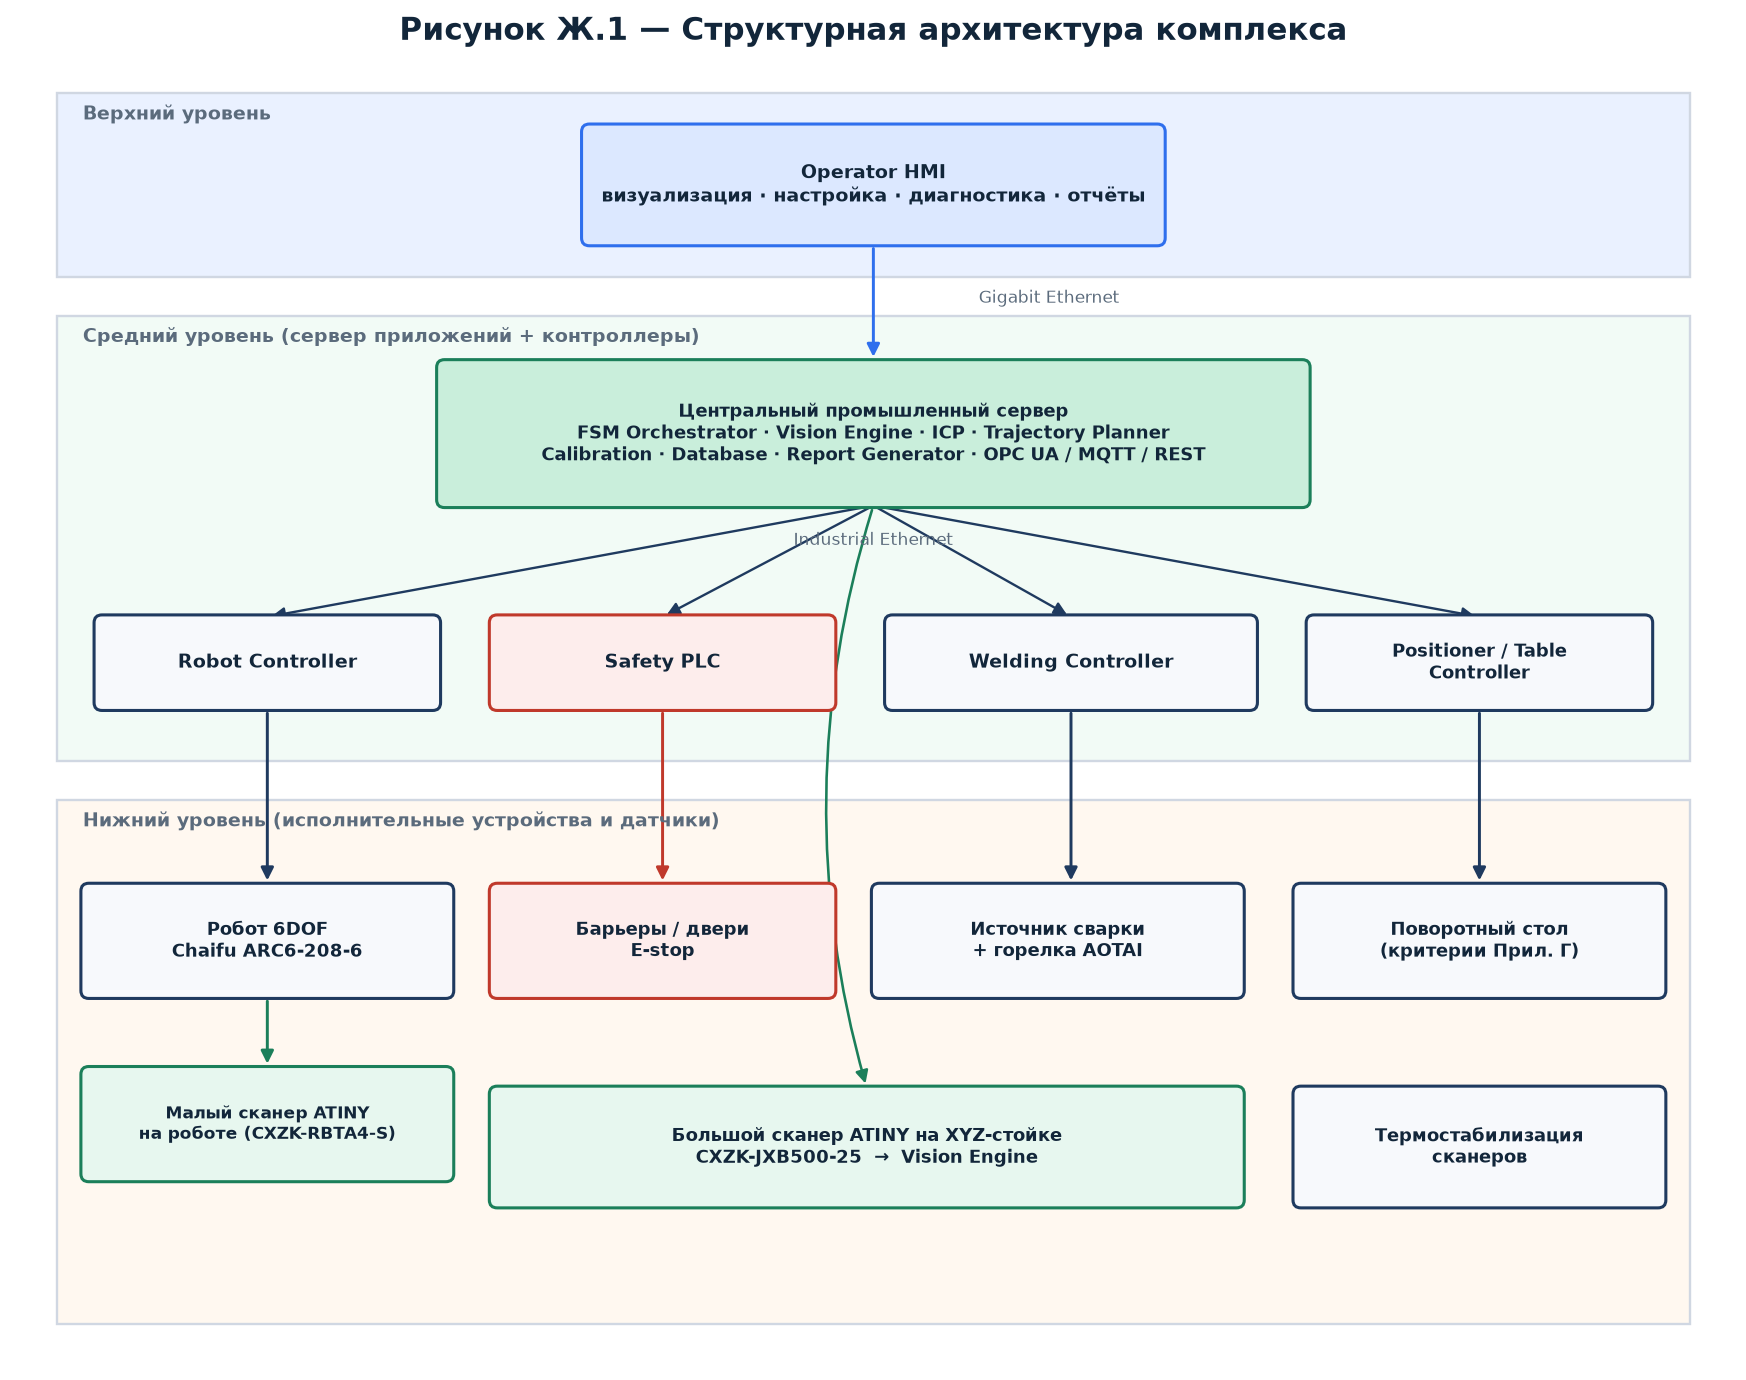 Рисунок Ж.1 — Структурная архитектура комплекса
Верхний уровень
Operator HMI
визуализация · настройка · диагностика · отчёты
Gigabit Ethernet
Средний уровень (сервер приложений + контроллеры)
Центральный промышленный сервер
FSM Orchestrator · Vision Engine · ICP · Trajectory Planner
Calibration · Database · Report Generator · OPC UA / MQTT / REST
Industrial Ethernet
Robot Controller
Safety PLC
Welding Controller
Positioner / Table
Controller
Нижний уровень (исполнительные устройства и датчики)
Робот 6DOF
Chaifu ARC6-208-6
Барьеры / двери
E-stop
Источник сварки
+ горелка AOTAI
Поворотный стол
(критерии Прил. Г)
Малый сканер ATINY
на роботе (CXZK-RBTA4-S)
Большой сканер ATINY на XYZ-стойке
CXZK-JXB500-25 → Vision Engine
Термостабилизация
сканеров